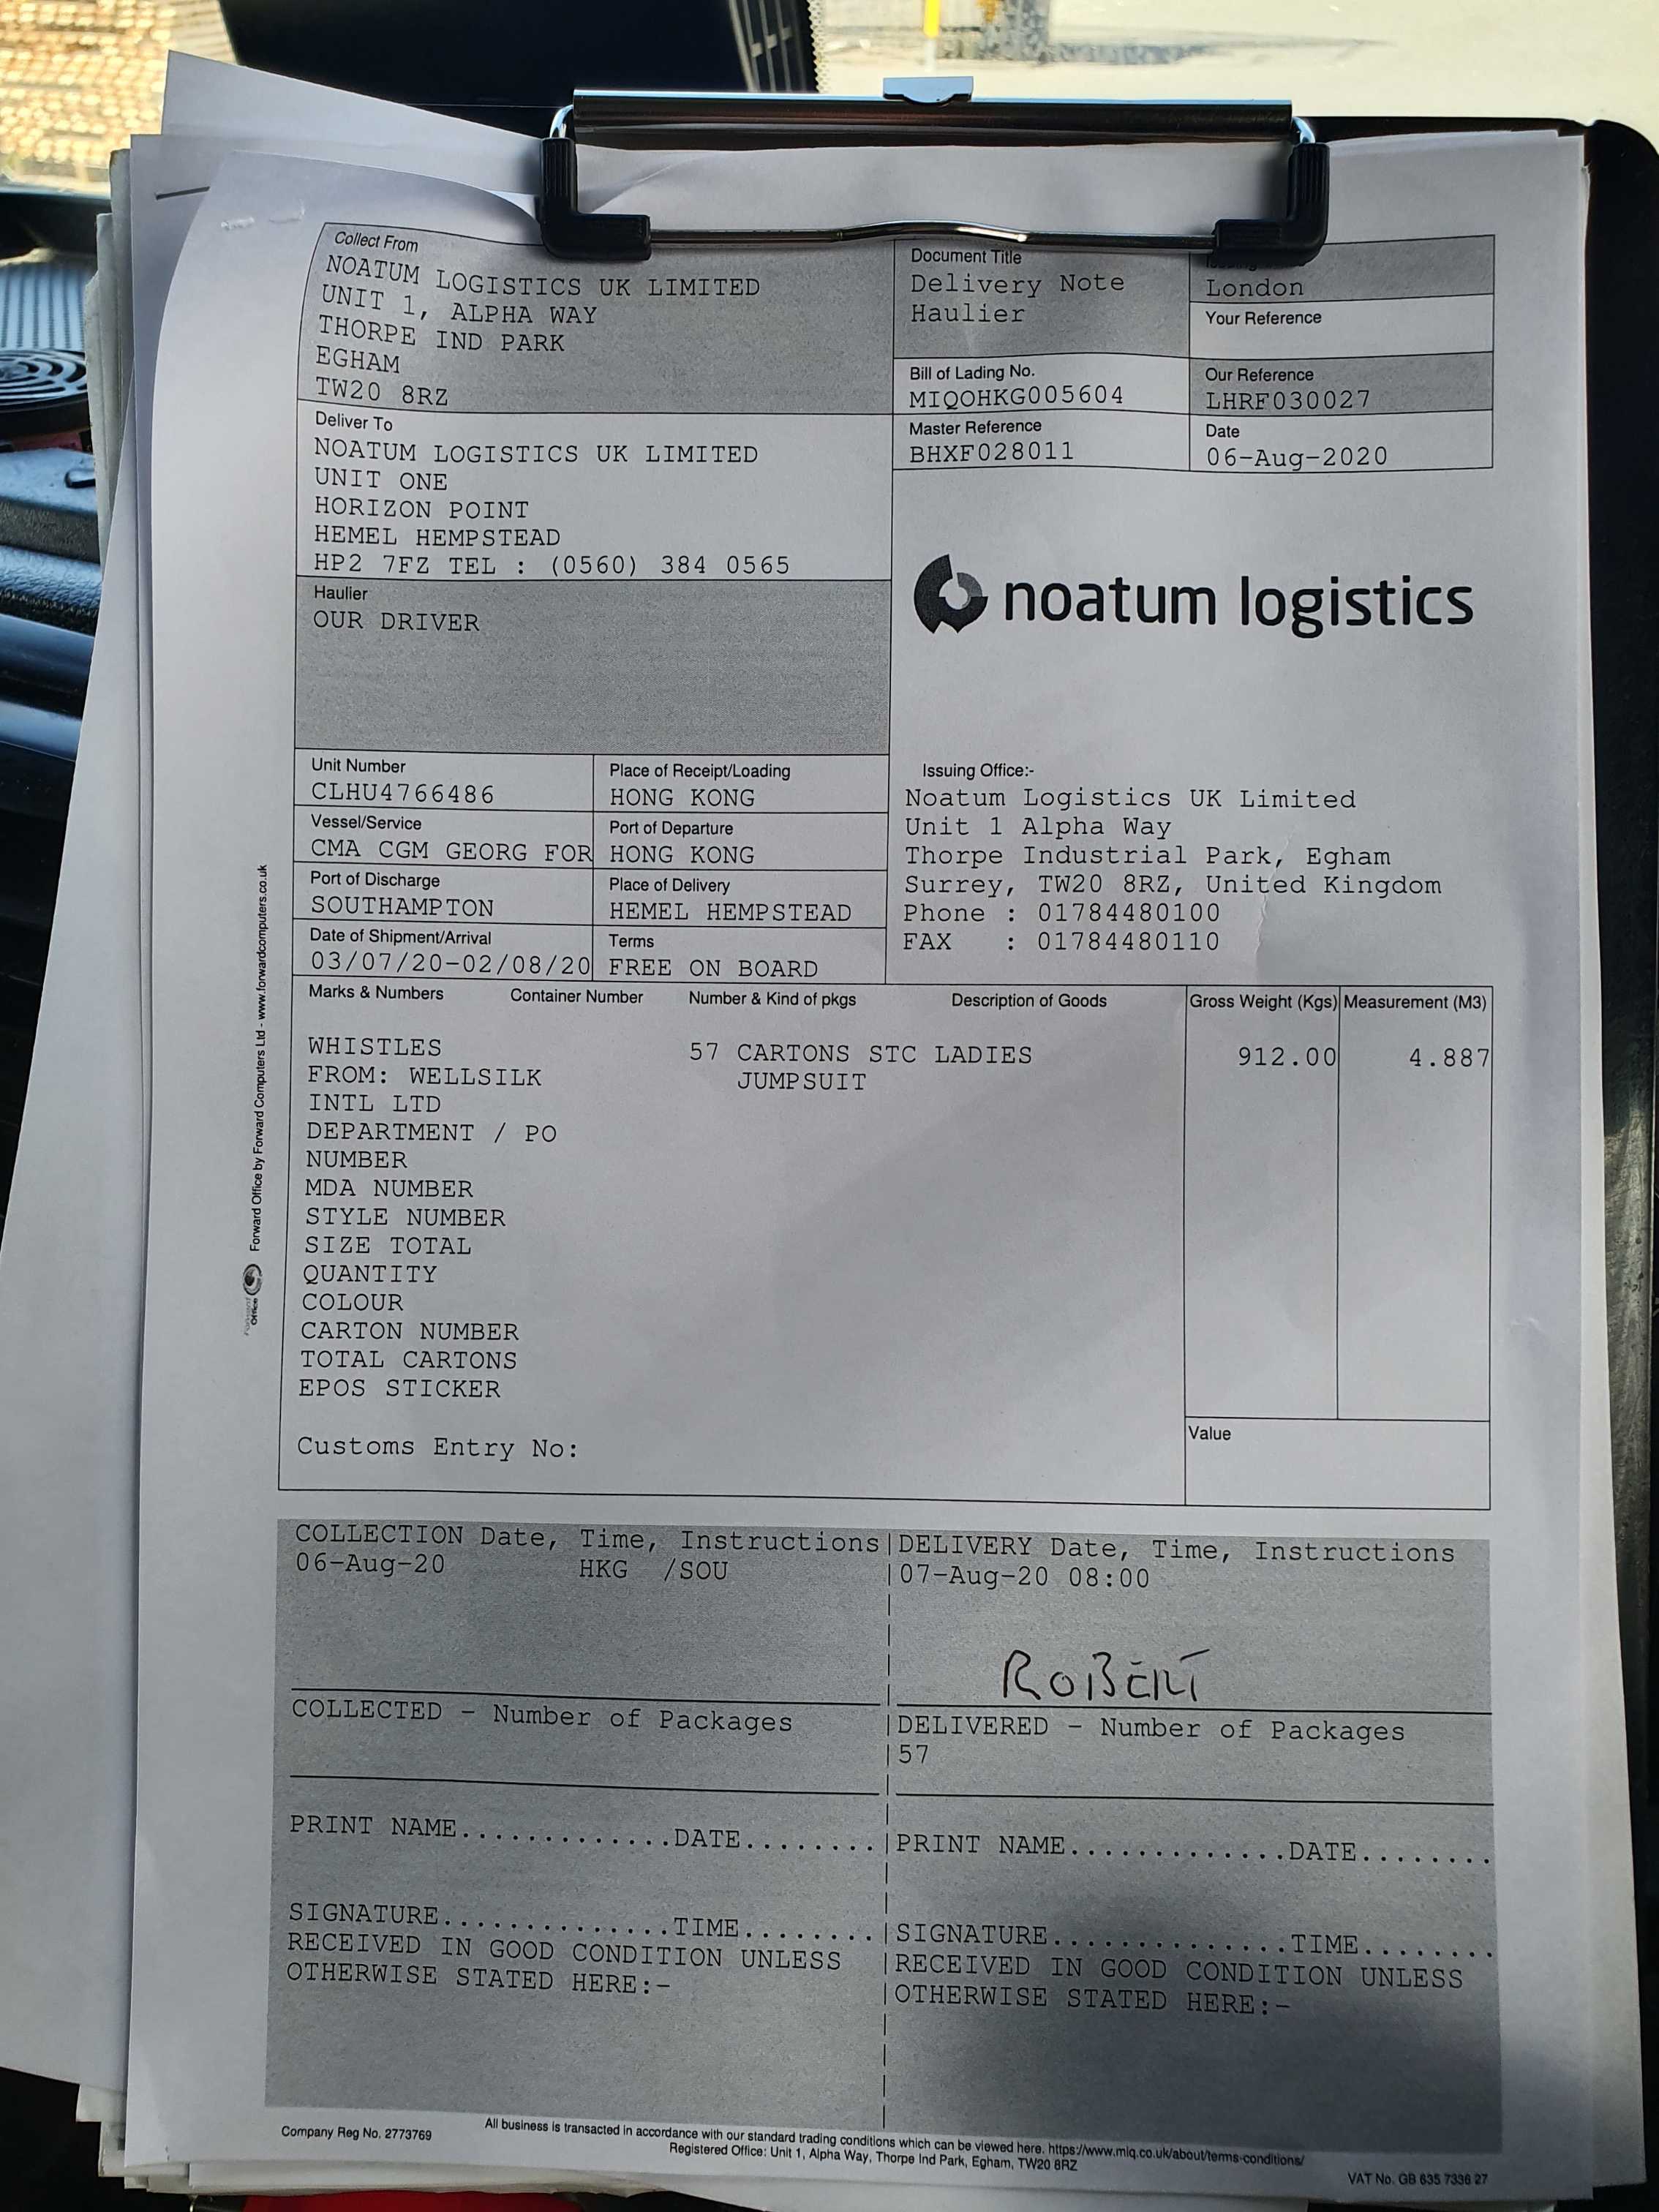 Collect From
NOATUM LOGISTICS UK LIMITED
UNIT 1, ALPHA WAY
THORPE IND PARK
EGHAM
TW20 8RZ
Document Title
Delivery Note
Haulier
London
Your Reference
Bill of Lading No.
MIQOHKG005604
Our Reference
LHRF030027
Master Reference
BHXF028011
Date
06-Aug-2020
Deliver To
NOATUM LOGISTICS UK LIMITED
UNIT ONE
HORIZON POINT
HEMEL HEMPSTEAD
HP2 7FZ TEL : (0560) 384 0565
Haulier
OUR DRIVER
noatum logistics
Unit Number
CLHU4766486
Place of Receipt/Loading
HONG KONG
Vessel/Service
CMA CGM GEORG FOR
Port of Departure
HONG KONG
Port of Discharge
SOUTHAMPTON
Place of Delivery
HEMEL HEMPSTEAD
Date of Shipment/Arrival
03/07/20-02/08/20
Terms
FREE ON BOARD
Issuing Office:-
Noatum Logistics UK Limited
Unit 1 Alpha Way
Thorpe Industrial Park, Egham
Surrey, TW20 8RZ, United Kingdom
Phone : 01784480100
FAX : 01784480110
Marks & Numbers Container Number Number & Kind of pkgs Description of Goods Gross Weight (Kgs) Measurement (M3)
WHISTLES 57 CARTONS STC LADIES 912.00 4.887
FROM: WELLSILK JUMPSUIT
INTL LTD
DEPARTMENT / PO
NUMBER
MDA NUMBER
STYLE NUMBER
SIZE TOTAL
QUANTITY
COLOUR
CARTON NUMBER
TOTAL CARTONS
EPOS STICKER
Customs Entry No:
Value
Forward Office by Forward Computers Ltd - www.forwardcomputers.co.uk
Forward Office
COLLECTION Date, Time, Instructions
06-Aug-20 HKG /SOU
DELIVERY Date, Time, Instructions
07-Aug-20 08:00
ROBERT
COLLECTED - Number of Packages
DELIVERED - Number of Packages
57
PRINT NAME.............DATE........
PRINT NAME.............DATE........
SIGNATURE..............TIME........
RECEIVED IN GOOD CONDITION UNLESS
OTHERWISE STATED HERE:-
SIGNATURE..............TIME........
RECEIVED IN GOOD CONDITION UNLESS
OTHERWISE STATED HERE:-
Company Reg No. 2773769
All business is transacted in accordance with our standard trading conditions which can be viewed here. https://www.miq.co.uk/about/terms-conditions/
Registered Office: Unit 1, Alpha Way, Thorpe Ind Park, Egham, TW20 8RZ
VAT No. GB 635 7336 27